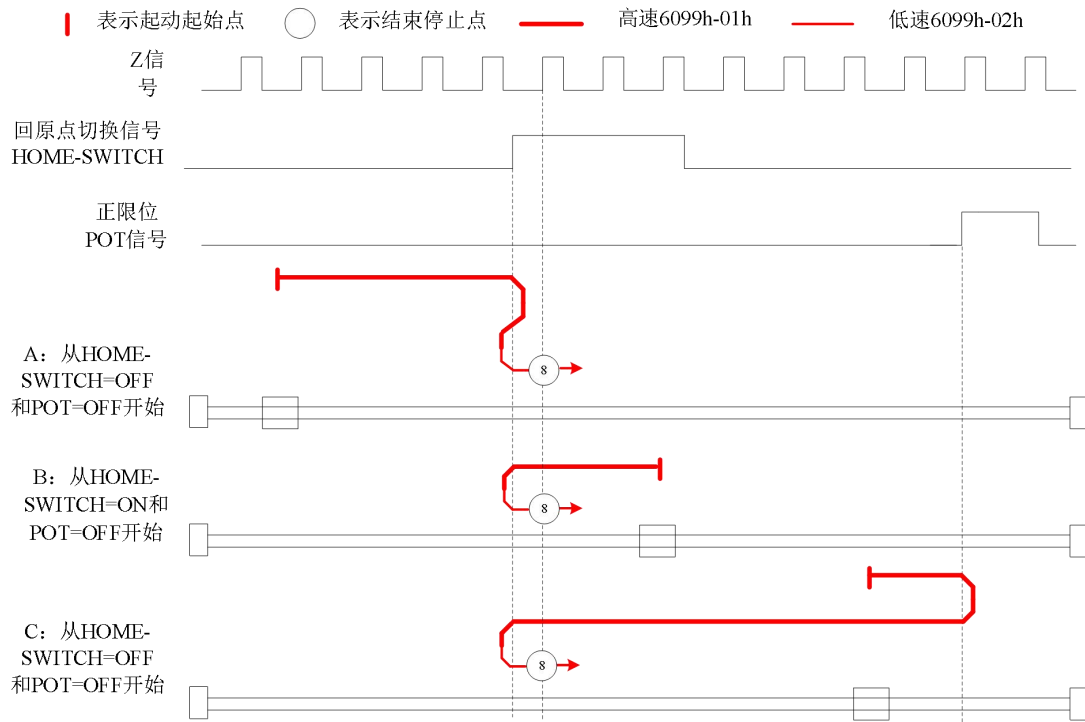 表示起动起始点
表示结束停止点
高速6099h-01h
低速6099h-02h
Z信
号
回原点切换信号
HOME-SWITCH
正限位
POT信号
A：从HOME-
SWITCH=OFF
和POT=OFF开始
8
B：从HOME-
SWITCH=ON和
POT=OFF开始
8
C：从HOME-
SWITCH=OFF
和POT=OFF开始
8